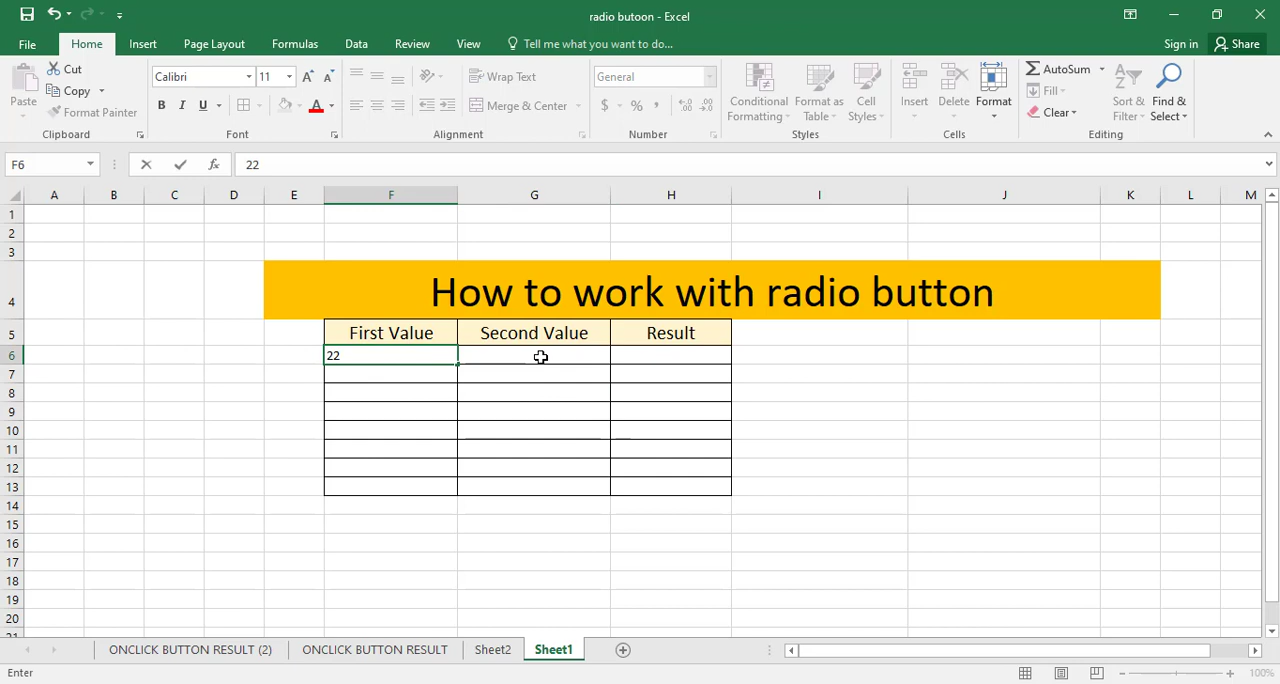 radio butoon - Excel
File Home Insert Page Layout Formulas Data Review View Tell me what you want to do... Sign in Share
Paste Cut Copy Format Painter
Calibri 11 B I U A
Wrap Text Merge & Center
General $ % ,
Conditional Formatting Format as Table Cell Styles
Insert Delete Format
AutoSum Fill Clear Sort & Filter Find & Select
Clipboard Font Alignment Number Styles Cells Editing
F6 fx 22
A B C D E F G H I J K L M
1
2
3
4 How to work with radio button
5 First Value Second Value Result
6 22
7
8
9
10
11
12
13
14
15
16
17
18
19
20
21
ONCLICK BUTTON RESULT (2) ONCLICK BUTTON RESULT Sheet2 Sheet1
Enter 100%